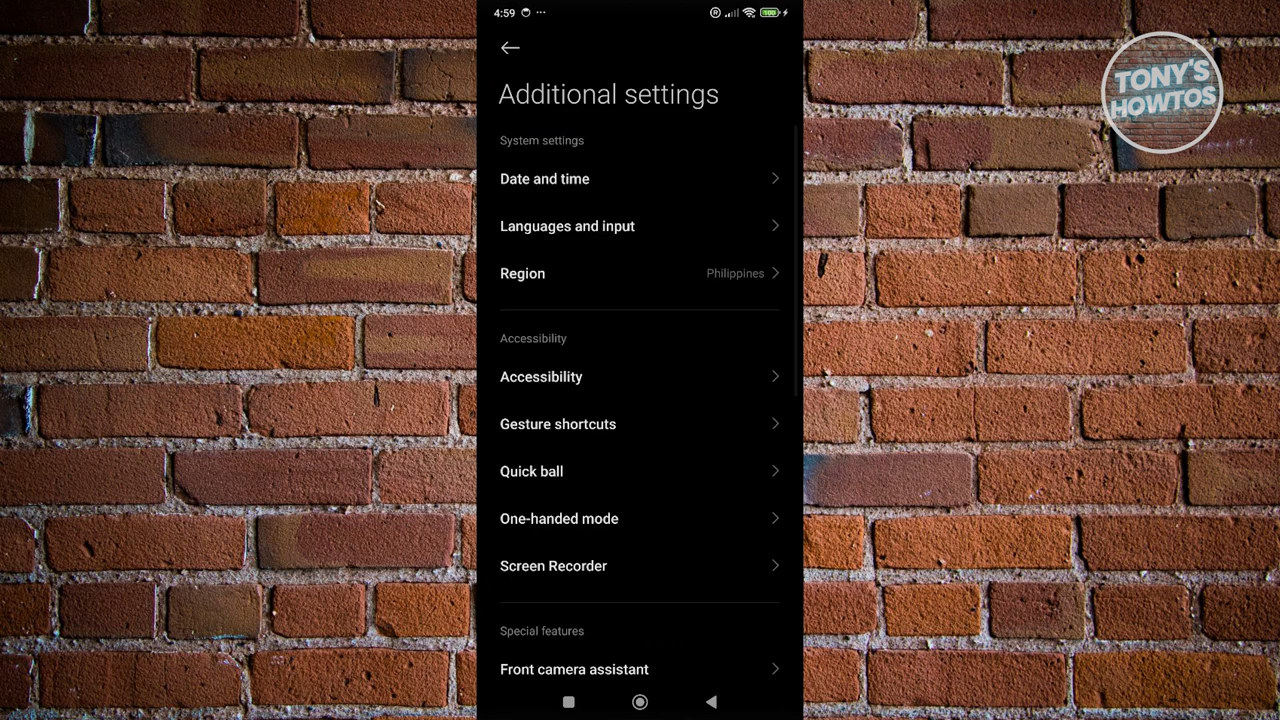 4:59
100
Additional settings
System settings
Date and time
Languages and input
Region
Philippines
Accessibility
Accessibility
Gesture shortcuts
Quick ball
One-handed mode
Screen Recorder
Special features
Front camera assistant
TONY'S
HOWTOS